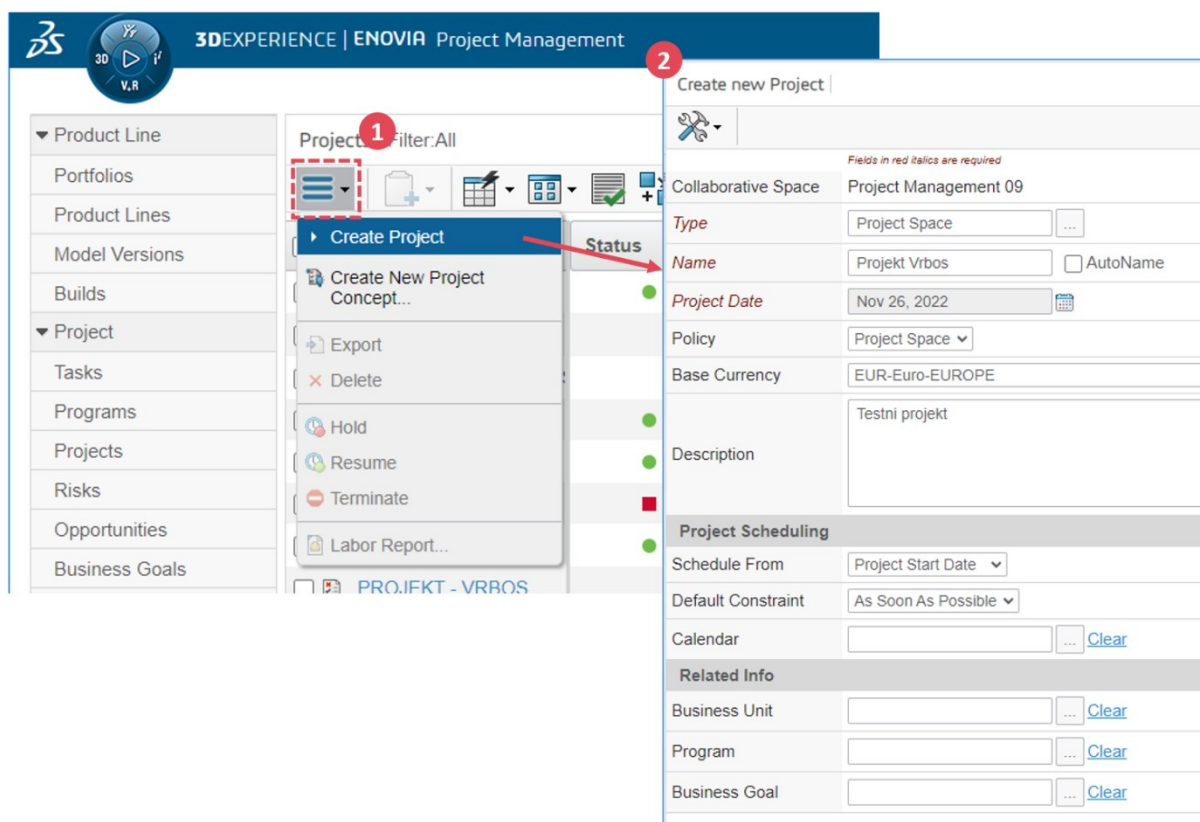 3DEXPERIENCE | ENOVIA Project Management
3D
V.R
Product Line
Portfolios
Product Lines
Model Versions
Builds
Project
Tasks
Programs
Projects
Risks
Opportunities
Business Goals
1
Filter:All
Status
Create Project
Create New Project
Concept...
Export
Delete
Hold
Resume
Terminate
Labor Report...
PROJEKT - VRBOS
2
Create new Project
Fields in red italics are required
Collaborative Space Project Management 09
Type Project Space ...
Name Projekt Vrbos AutoName
Project Date Nov 26, 2022
Policy Project Space
Base Currency EUR-Euro-EUROPE
Description Testni projekt
Project Scheduling
Schedule From Project Start Date
Default Constraint As Soon As Possible
Calendar ... Clear
Related Info
Business Unit ... Clear
Program ... Clear
Business Goal ... Clear